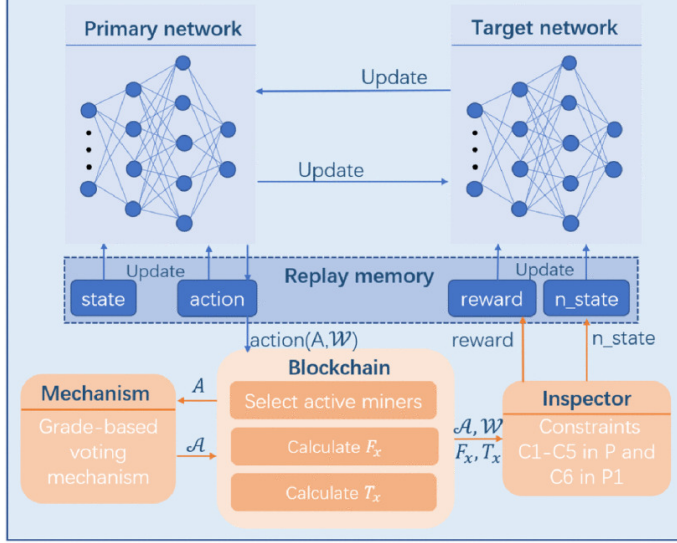 Primary network
Target network
Update
Update
Update
Replay memory
Update
state
action
reward
n_state
action(A,𝒲)
reward
n_state
Blockchain
Mechanism
A
Select active miners
Inspector
Grade-based
voting
mechanism
𝒜
Calculate Fₓ
𝒜, 𝒲
Fₓ, Tₓ
Constraints
C1-C5 in P and
C6 in P1
Calculate Tₓ